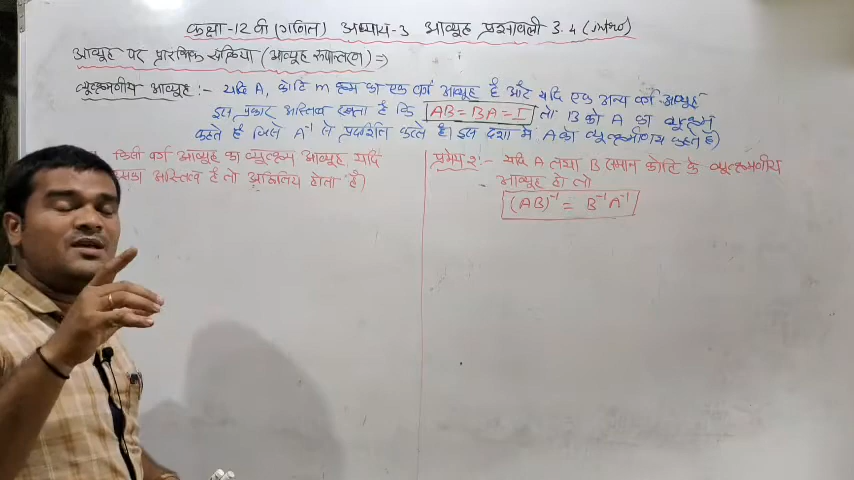 कक्षा-12 वी (गणित) अध्याय-3 आव्यूह प्रश्नावली 3.4 (Intro)
आव्यूह पर प्रारंभिक संक्रिया (आव्यूह रूपान्तरण) =>
व्युत्क्रमणीय आव्यूह :- यदि A, कोटि m का एक वर्ग आव्यूह है और यदि एक अन्य वर्ग आव्यूह
इस प्रकार अस्तित्व रखता है कि AB = BA = I तो B को A का व्युत्क्रम
कहते हैं जिसे A⁻¹ से प्रदर्शित करते हैं। इस दशा में A को व्युत्क्रमणीय कहते हैं)
किसी वर्ग आव्यूह का व्युत्क्रम आव्यूह यदि
उसका अस्तित्व है तो अद्वितीय होता है)
प्रमेय २:- यदि A तथा B समान कोटि के व्युत्क्रमणीय
आव्यूह हो तो
(AB)⁻¹ = B⁻¹A⁻¹